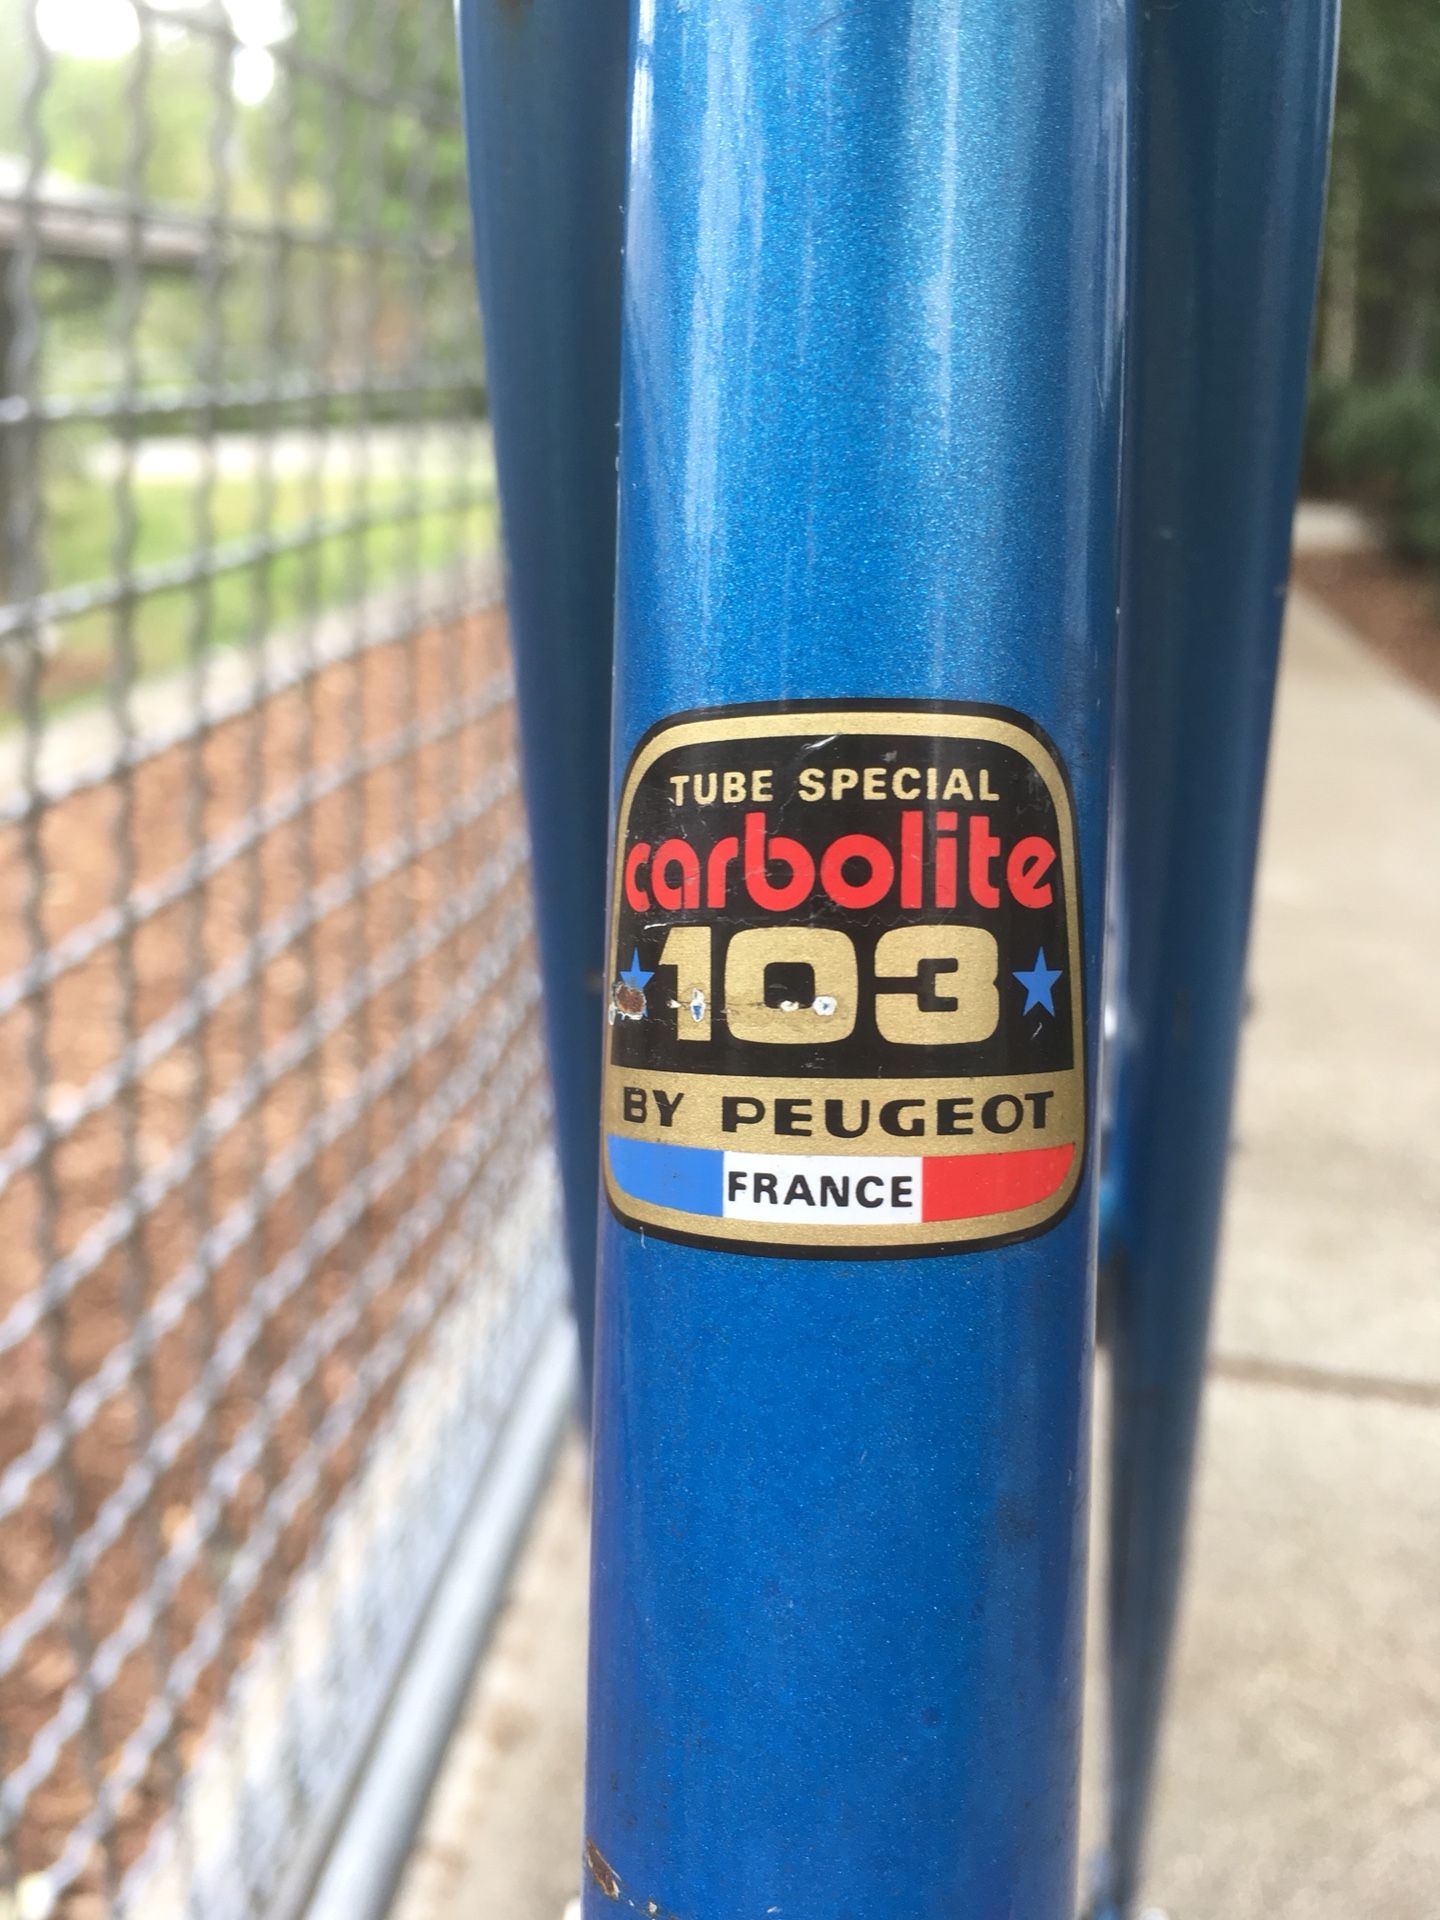 TUBE SPECIAL
carbolite
103
BY PEUGEOT
FRANCE